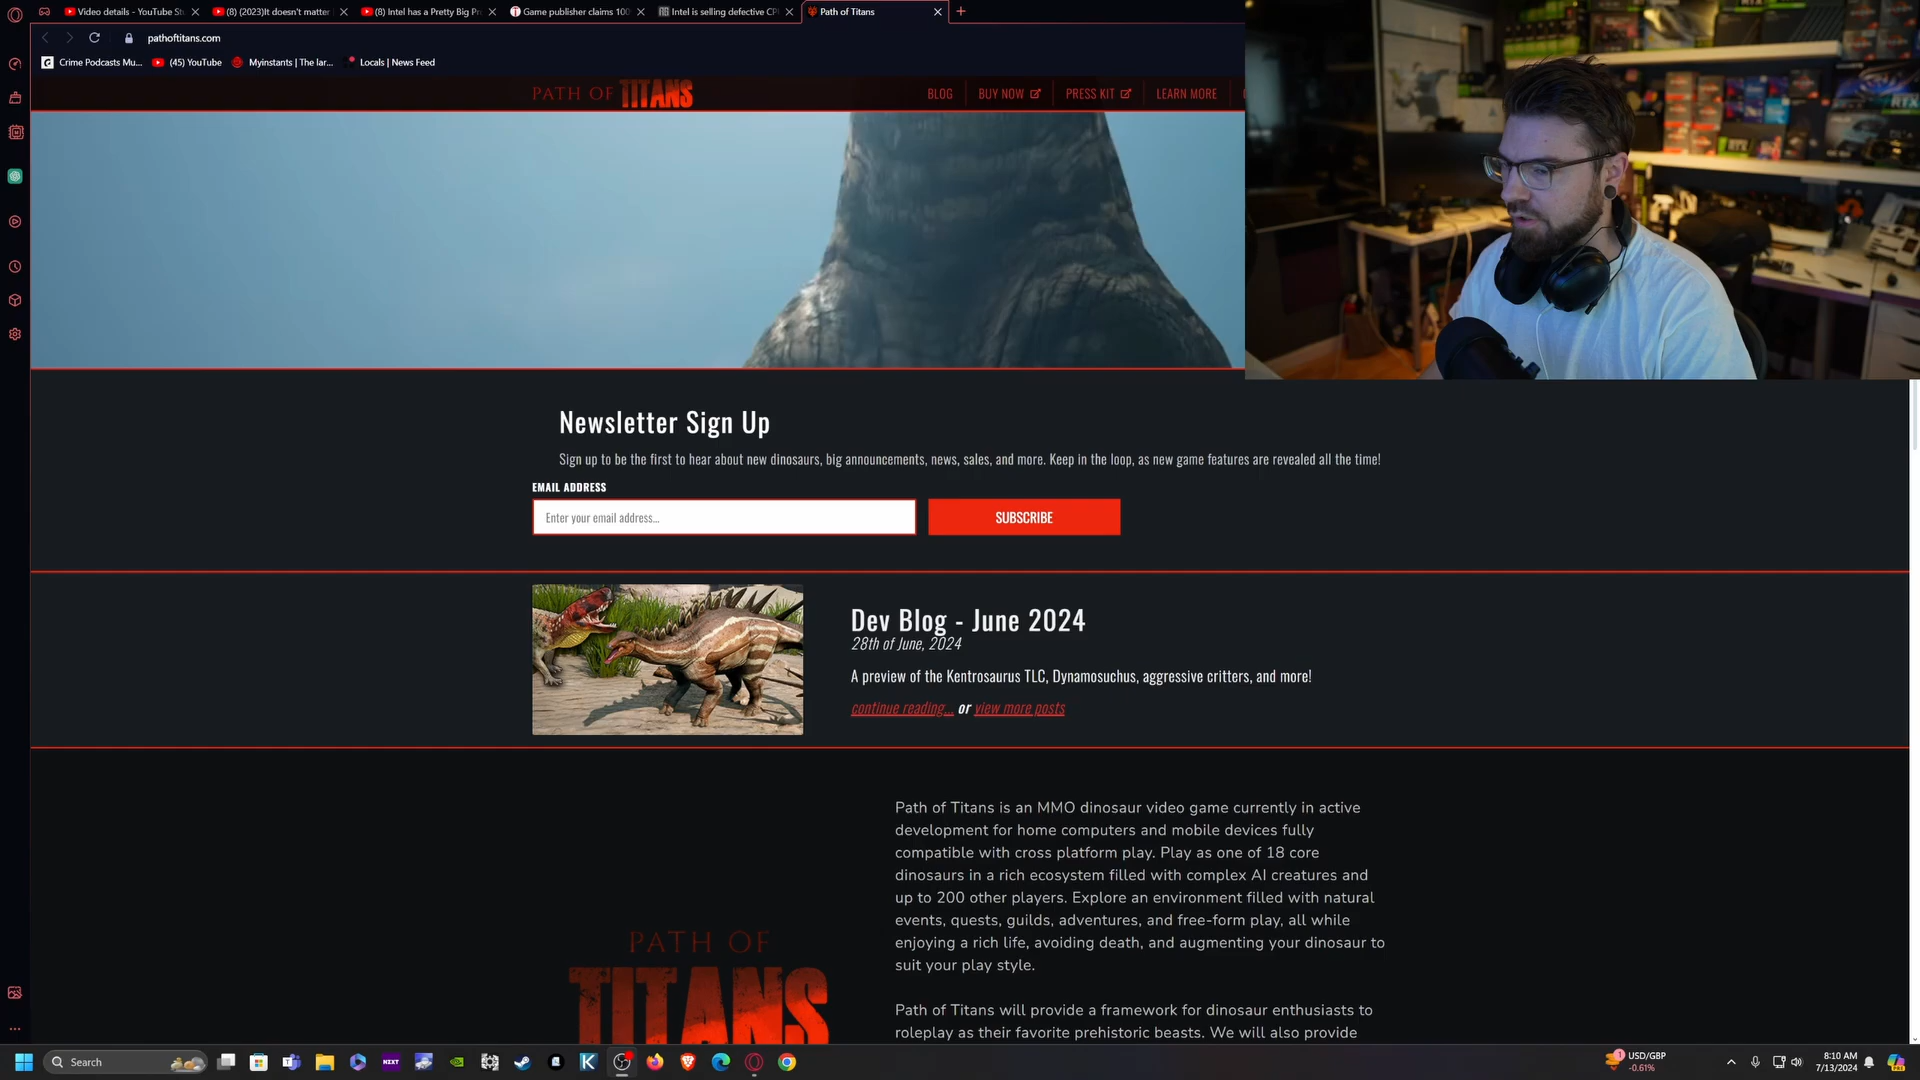 Video details - YouTube St
(8) (2023)It doesn't matter
(8) Intel has a Pretty Big Pr
Game publisher claims 100
Intel is selling defective CP
Path of Titans
pathoftitans.com
Crime Podcasts Mu...
(45) YouTube
Myinstants | The lar...
Locals | News Feed
PATH OF TITANS
BLOG
BUY NOW
PRESS KIT
LEARN MORE
Newsletter Sign Up
Sign up to be the first to hear about new dinosaurs, big announcements, news, sales, and more. Keep in the loop, as new game features are revealed all the time!
EMAIL ADDRESS
Enter your email address...
SUBSCRIBE
Dev Blog - June 2024
28th of June, 2024
A preview of the Kentrosaurus TLC, Dynamosuchus, aggressive critters, and more!
continue reading... or view more posts
Path of Titans is an MMO dinosaur video game currently in active
development for home computers and mobile devices fully
compatible with cross platform play. Play as one of 18 core
dinosaurs in a rich ecosystem filled with complex AI creatures and
up to 200 other players. Explore an environment filled with natural
events, quests, guilds, adventures, and free-form play, all while
enjoying a rich life, avoiding death, and augmenting your dinosaur to
suit your play style.
PATH OF
TITANS
Path of Titans will provide a framework for dinosaur enthusiasts to
roleplay as their favorite prehistoric beasts. We will also provide
Search
NZXT
K
1
USD/GBP
-0.61%
8:10 AM
7/13/2024